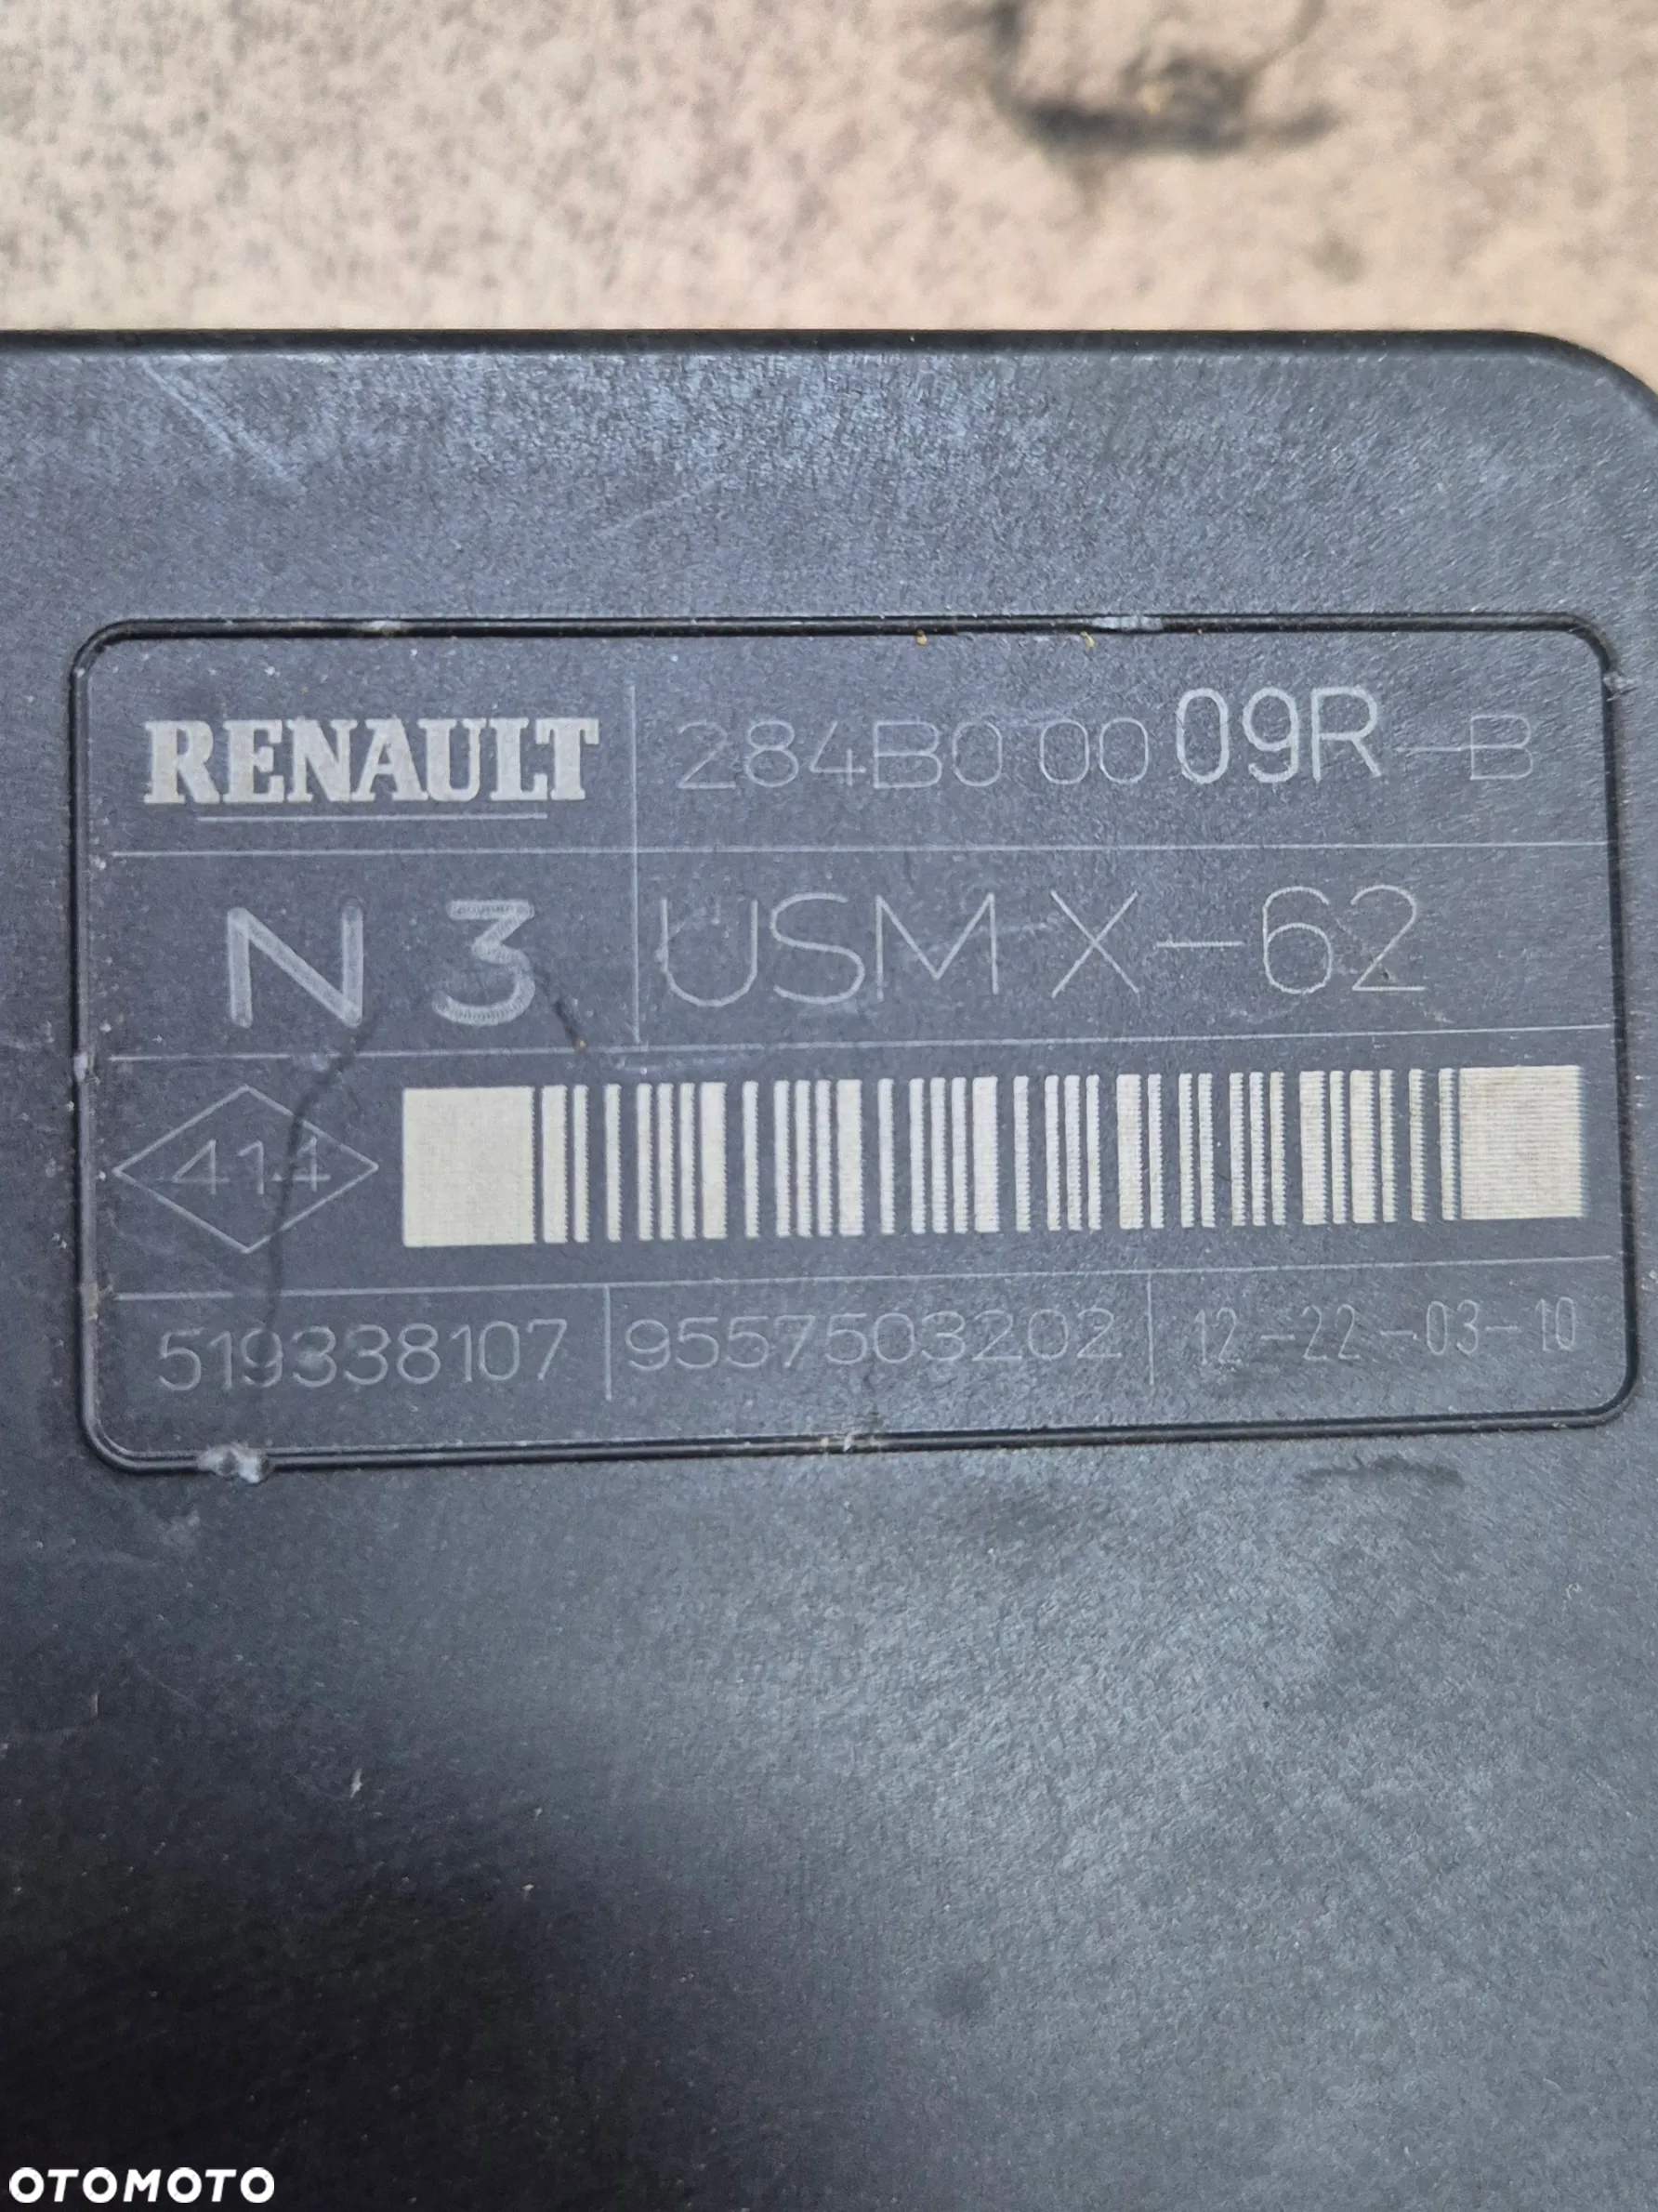 RENAULT 284B0 00 09R-B
N 3 USM X-62
414
519338107 9557503202 12-22-03-10
OTOMOTO